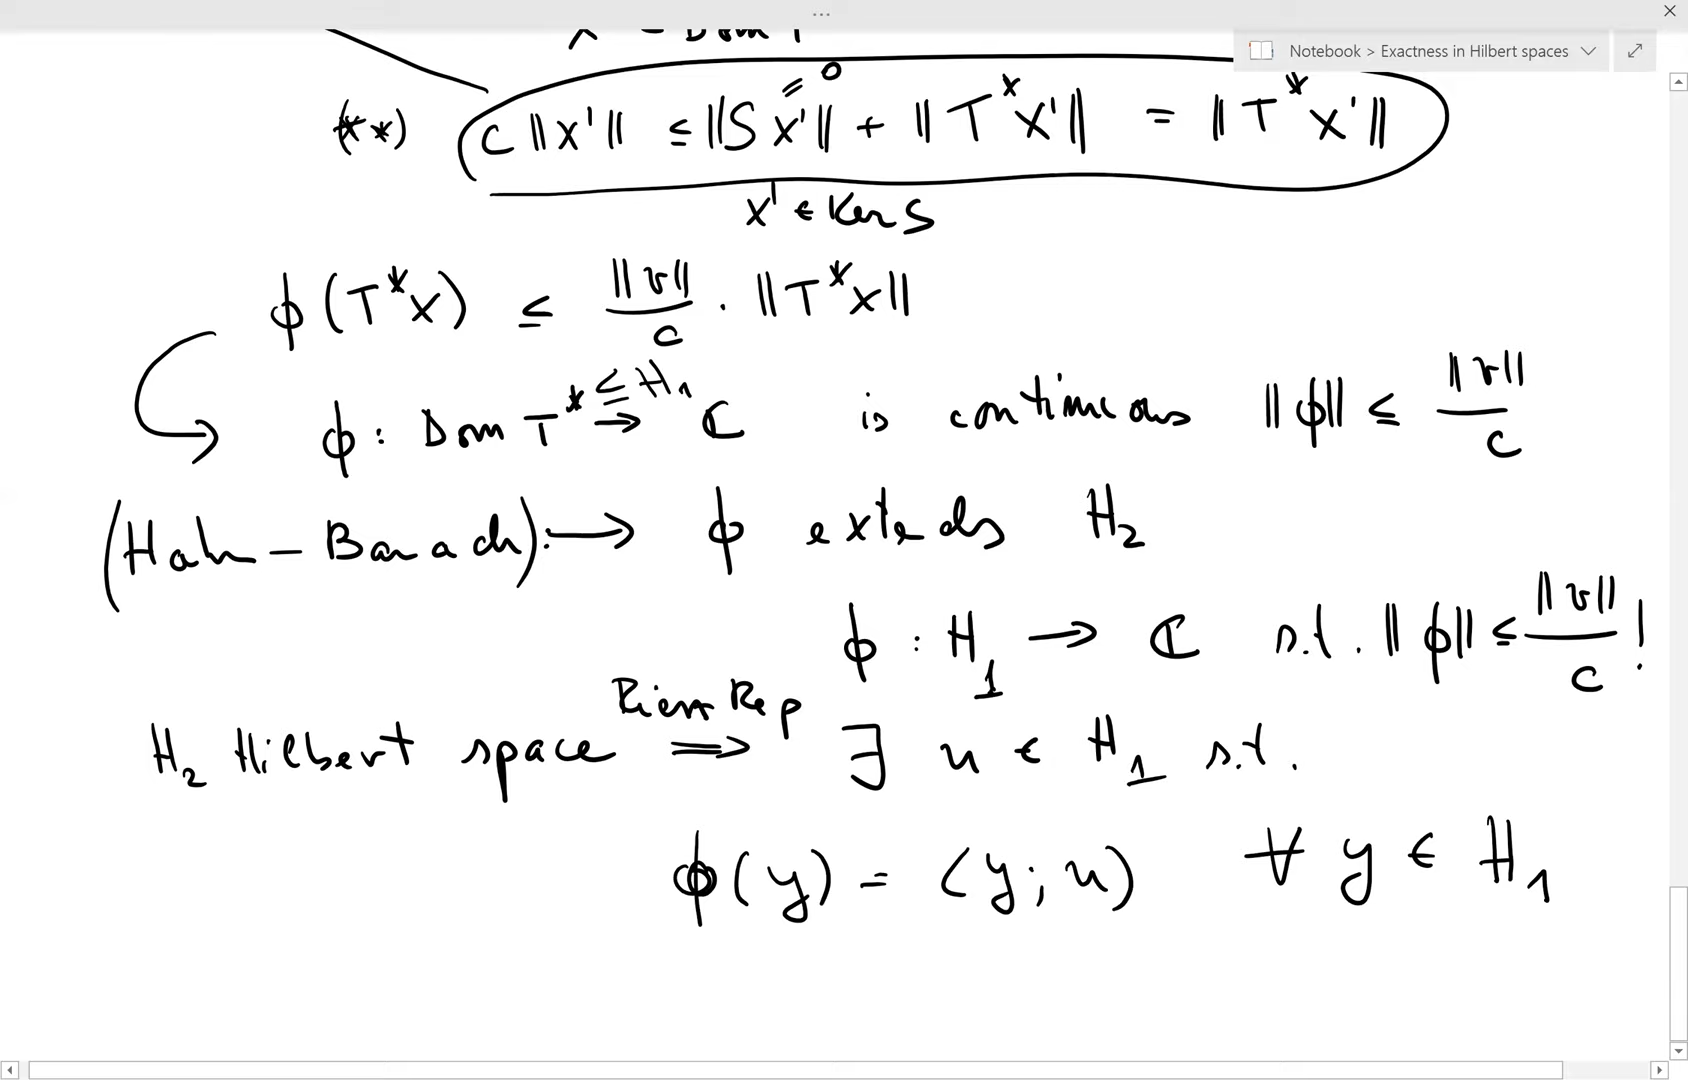 ...
Notebook > Exactness in Hilbert spaces
(**) C ‖x'‖ ≤ ‖S x'‖ + ‖T* x'‖ = ‖T* x'‖
= 0
x' ∈ Ker S
ϕ(T*x) ≤ ‖v‖/c · ‖T*x‖
ϕ : Dom T* ⊆ H₁ → ℂ is continuous ‖ϕ‖ ≤ ‖v‖/c
(Hahn-Banach): → ϕ extends H₂
ϕ : H₁ → ℂ s.t. ‖ϕ‖ ≤ ‖v‖/c !
H₂ Hilbert space ⟹ ∃ u ∈ H₁ s.t.
Riesz Rep
ϕ(y) = (y; u) ∀ y ∈ H₁